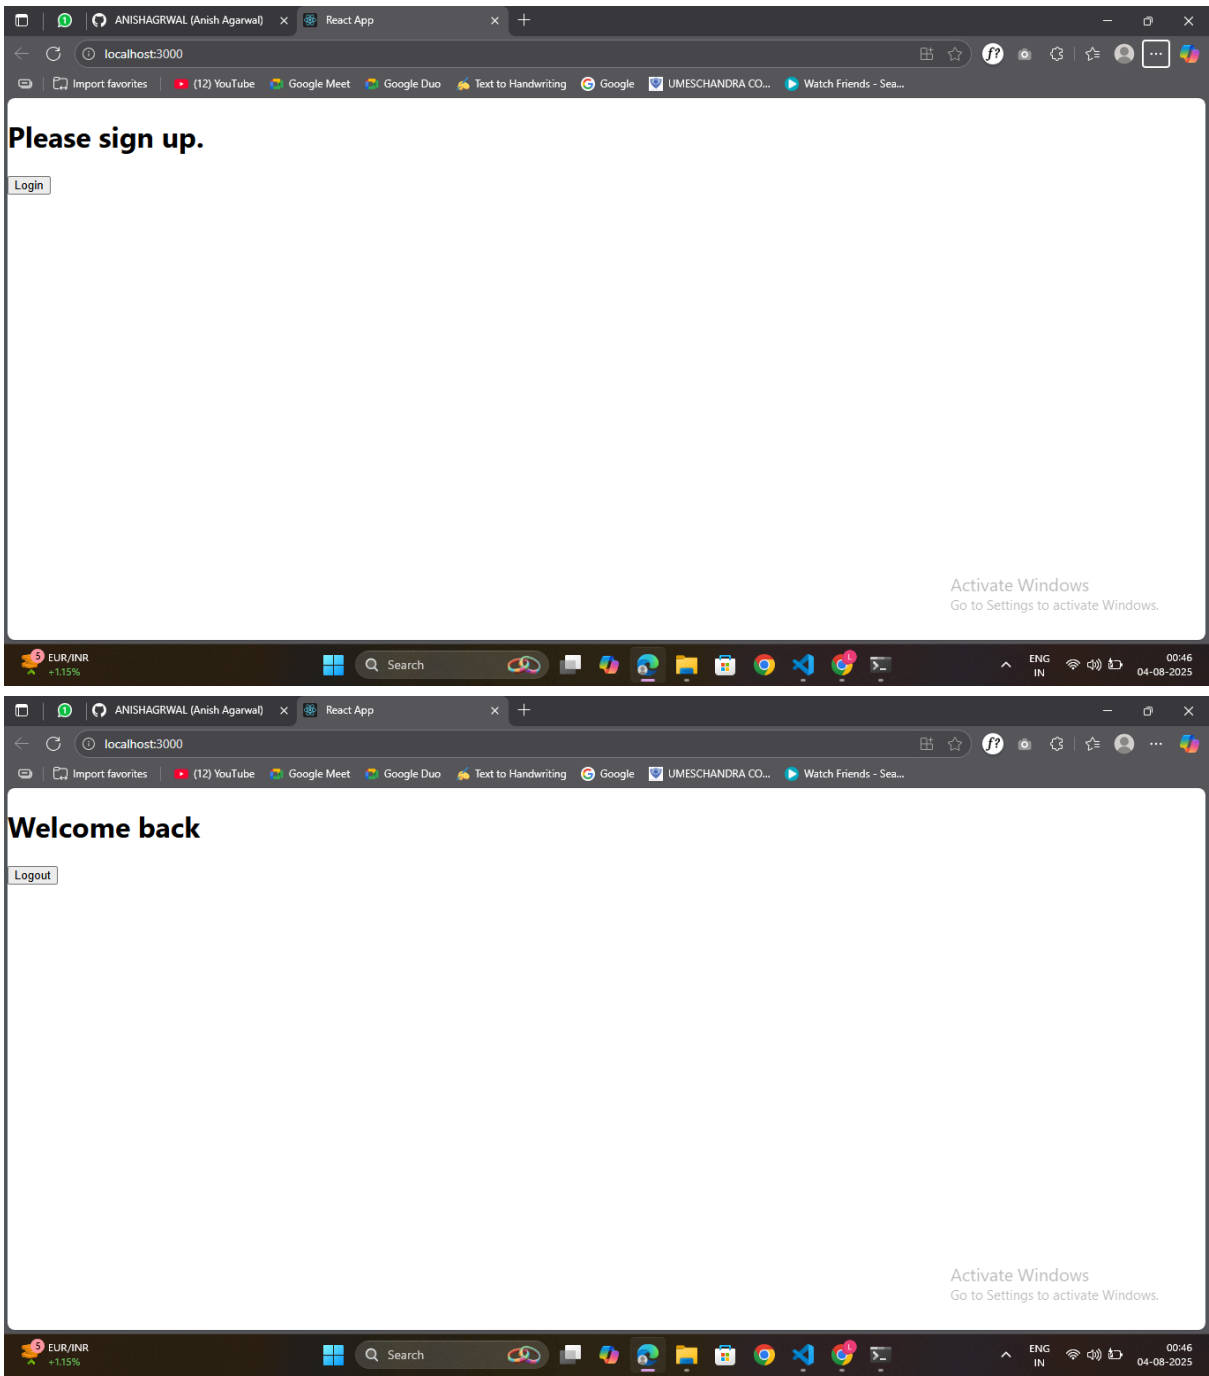 ANISHAGRWAL (Anish Agarwal) React App
localhost:3000
Import favorites (12) YouTube Google Meet Google Duo Text to Handwriting Google UMESCHANDRA CO... Watch Friends - Sea...
Please sign up.
Login
Activate Windows
Go to Settings to activate Windows.
5 EUR/INR Search ENG 00:46
+1.15% IN 04-08-2025
ANISHAGRWAL (Anish Agarwal) React App
localhost:3000
Import favorites (12) YouTube Google Meet Google Duo Text to Handwriting Google UMESCHANDRA CO... Watch Friends - Sea...
Welcome back
Logout
Activate Windows
Go to Settings to activate Windows.
5 EUR/INR Search ENG 00:46
+1.15% IN 04-08-2025